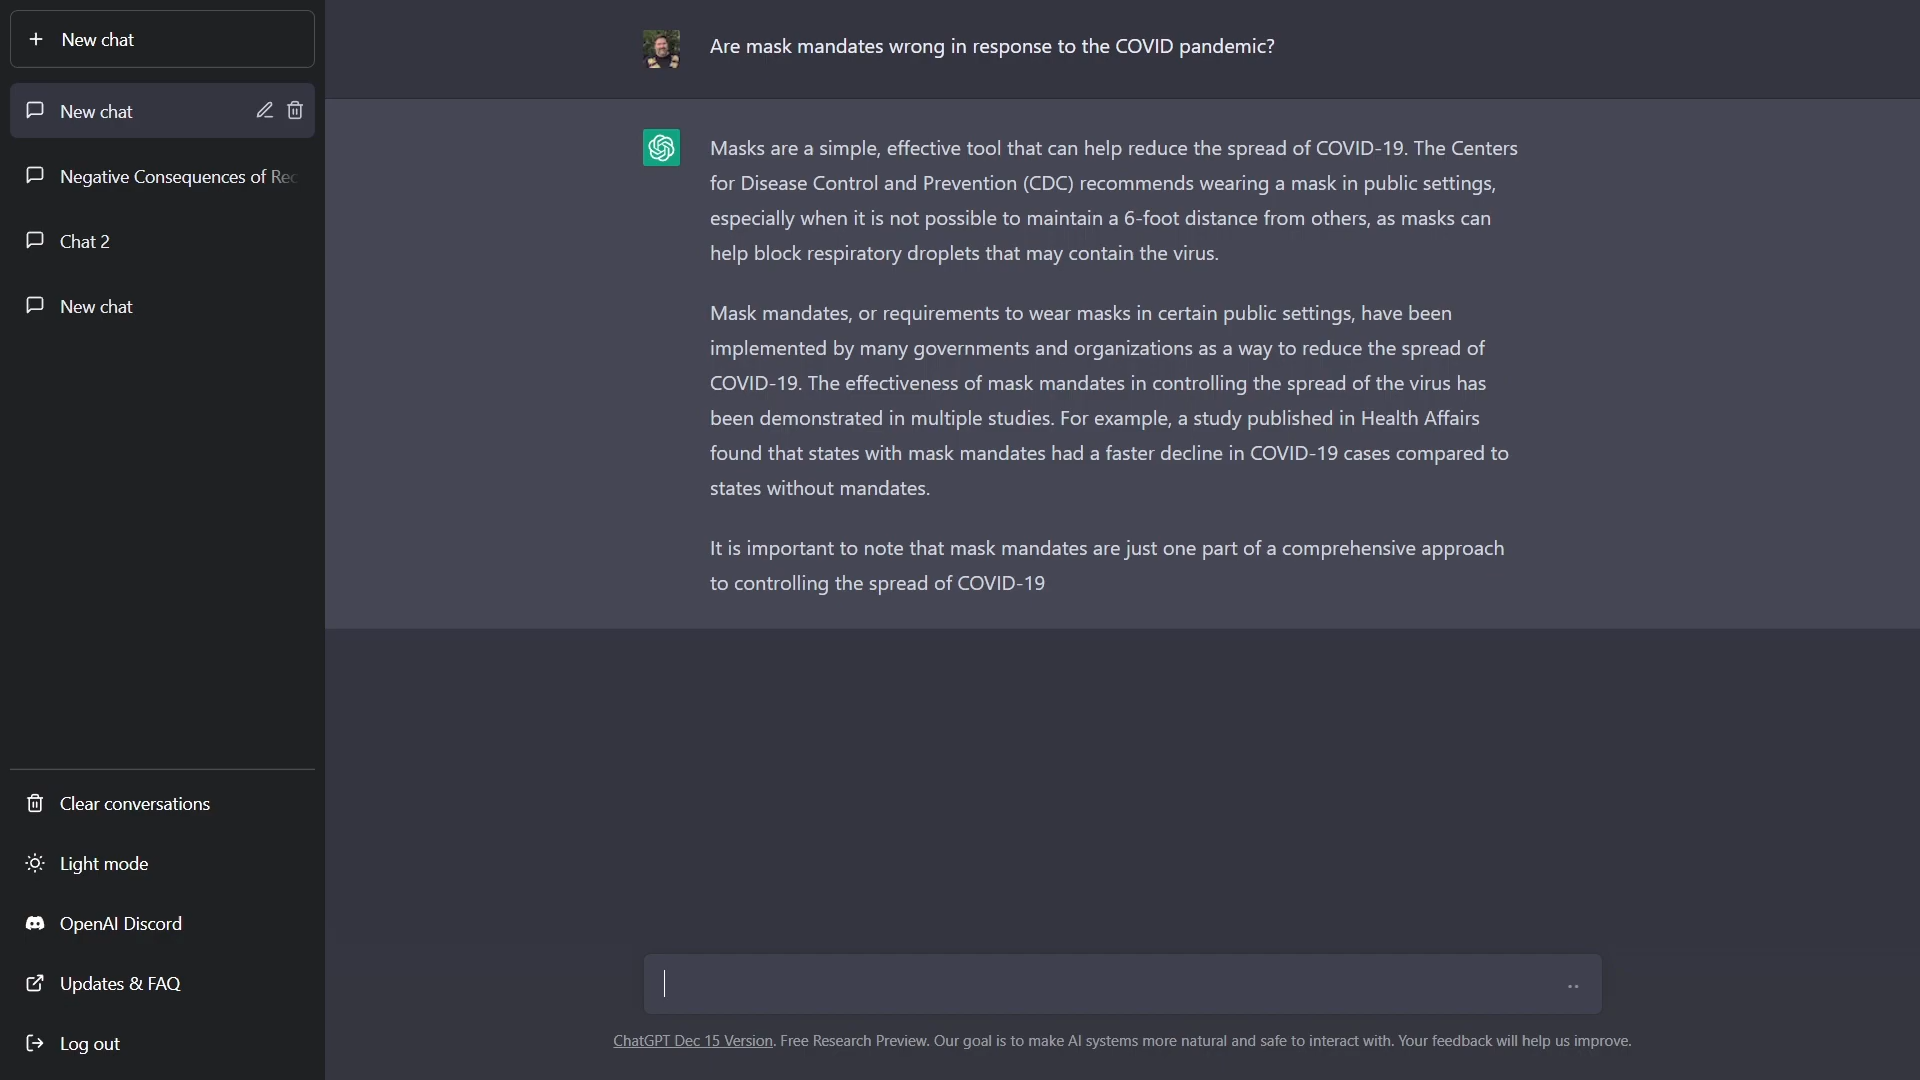 New chat
New chat
Negative Consequences of Rec
Chat 2
New chat
Clear conversations
Light mode
OpenAI Discord
Updates & FAQ
Log out
Are mask mandates wrong in response to the COVID pandemic?
Masks are a simple, effective tool that can help reduce the spread of COVID-19. The Centers
for Disease Control and Prevention (CDC) recommends wearing a mask in public settings,
especially when it is not possible to maintain a 6-foot distance from others, as masks can
help block respiratory droplets that may contain the virus.
Mask mandates, or requirements to wear masks in certain public settings, have been
implemented by many governments and organizations as a way to reduce the spread of
COVID-19. The effectiveness of mask mandates in controlling the spread of the virus has
been demonstrated in multiple studies. For example, a study published in Health Affairs
found that states with mask mandates had a faster decline in COVID-19 cases compared to
states without mandates.
It is important to note that mask mandates are just one part of a comprehensive approach
to controlling the spread of COVID-19
ChatGPT Dec 15 Version. Free Research Preview. Our goal is to make AI systems more natural and safe to interact with. Your feedback will help us improve.